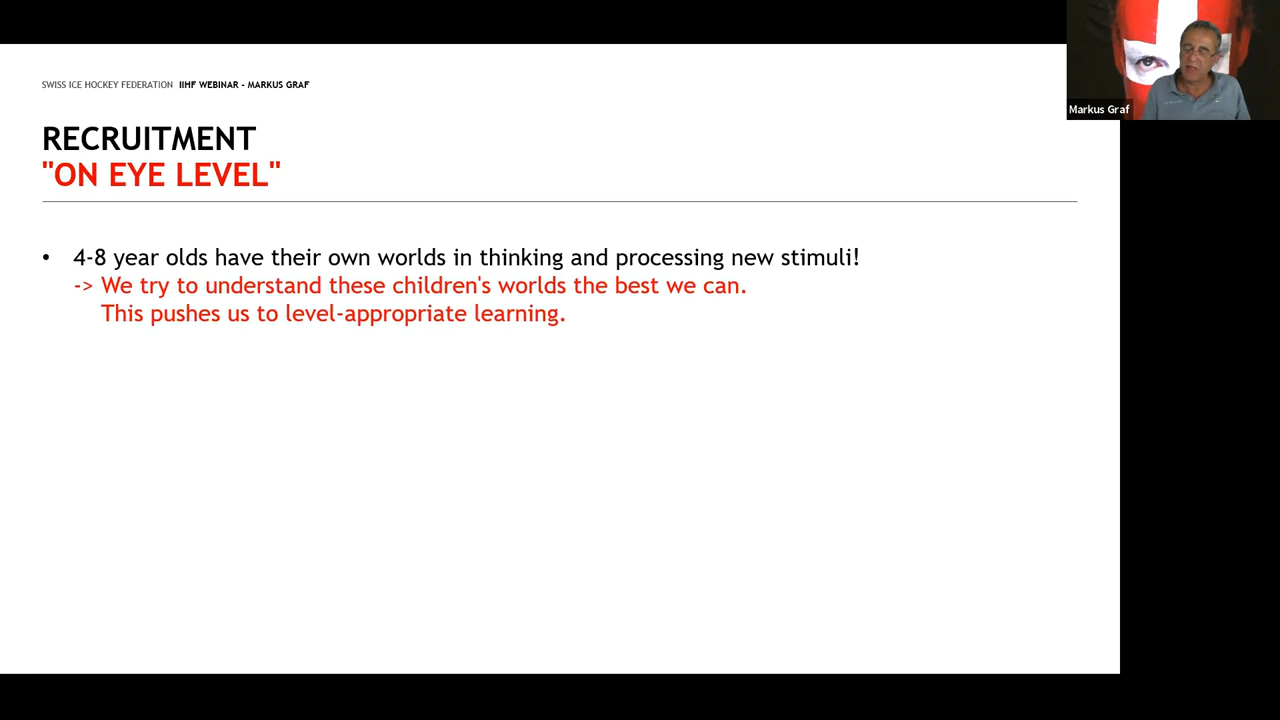 SWISS ICE HOCKEY FEDERATION IIHF WEBINAR - MARKUS GRAF
Markus Graf
RECRUITMENT
"ON EYE LEVEL"
• 4-8 year olds have their own worlds in thinking and processing new stimuli!
-> We try to understand these children's worlds the best we can.
This pushes us to level-appropriate learning.